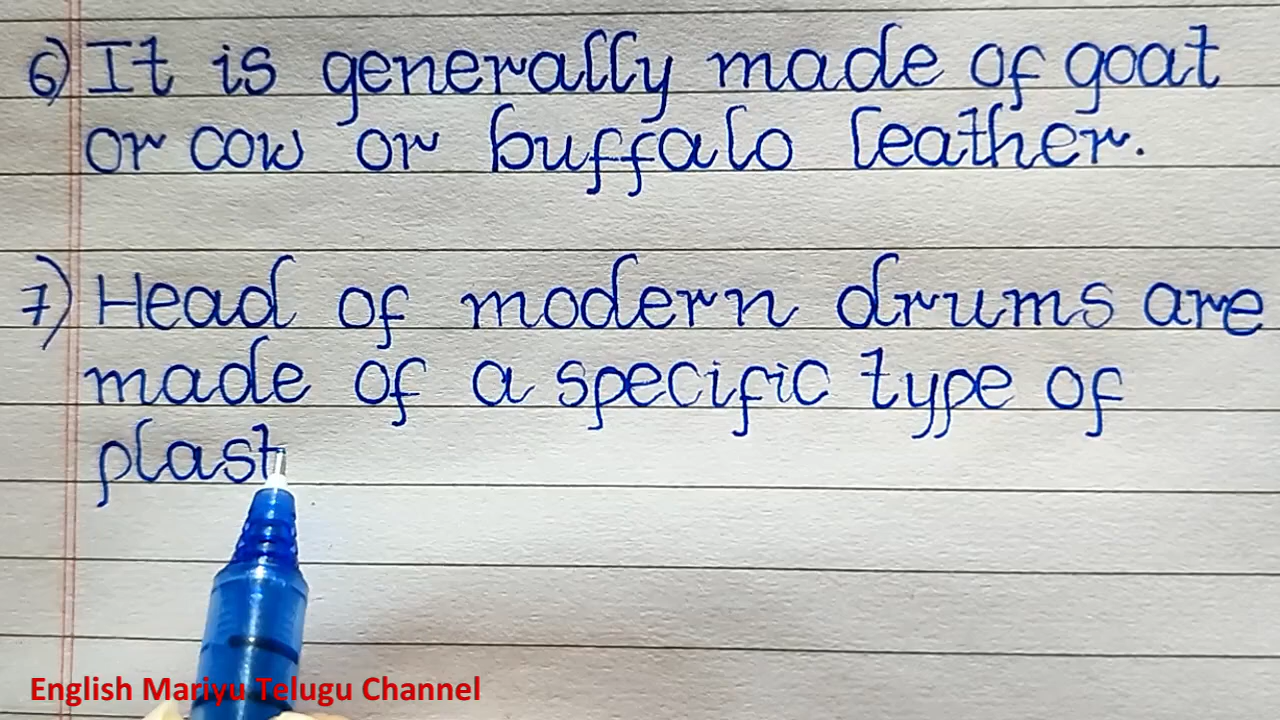 6) It is generally made of goat
or cow or buffalo leather.
7) Head of modern drums are
made of a specific type of
plast
English Mariyu Telugu Channel